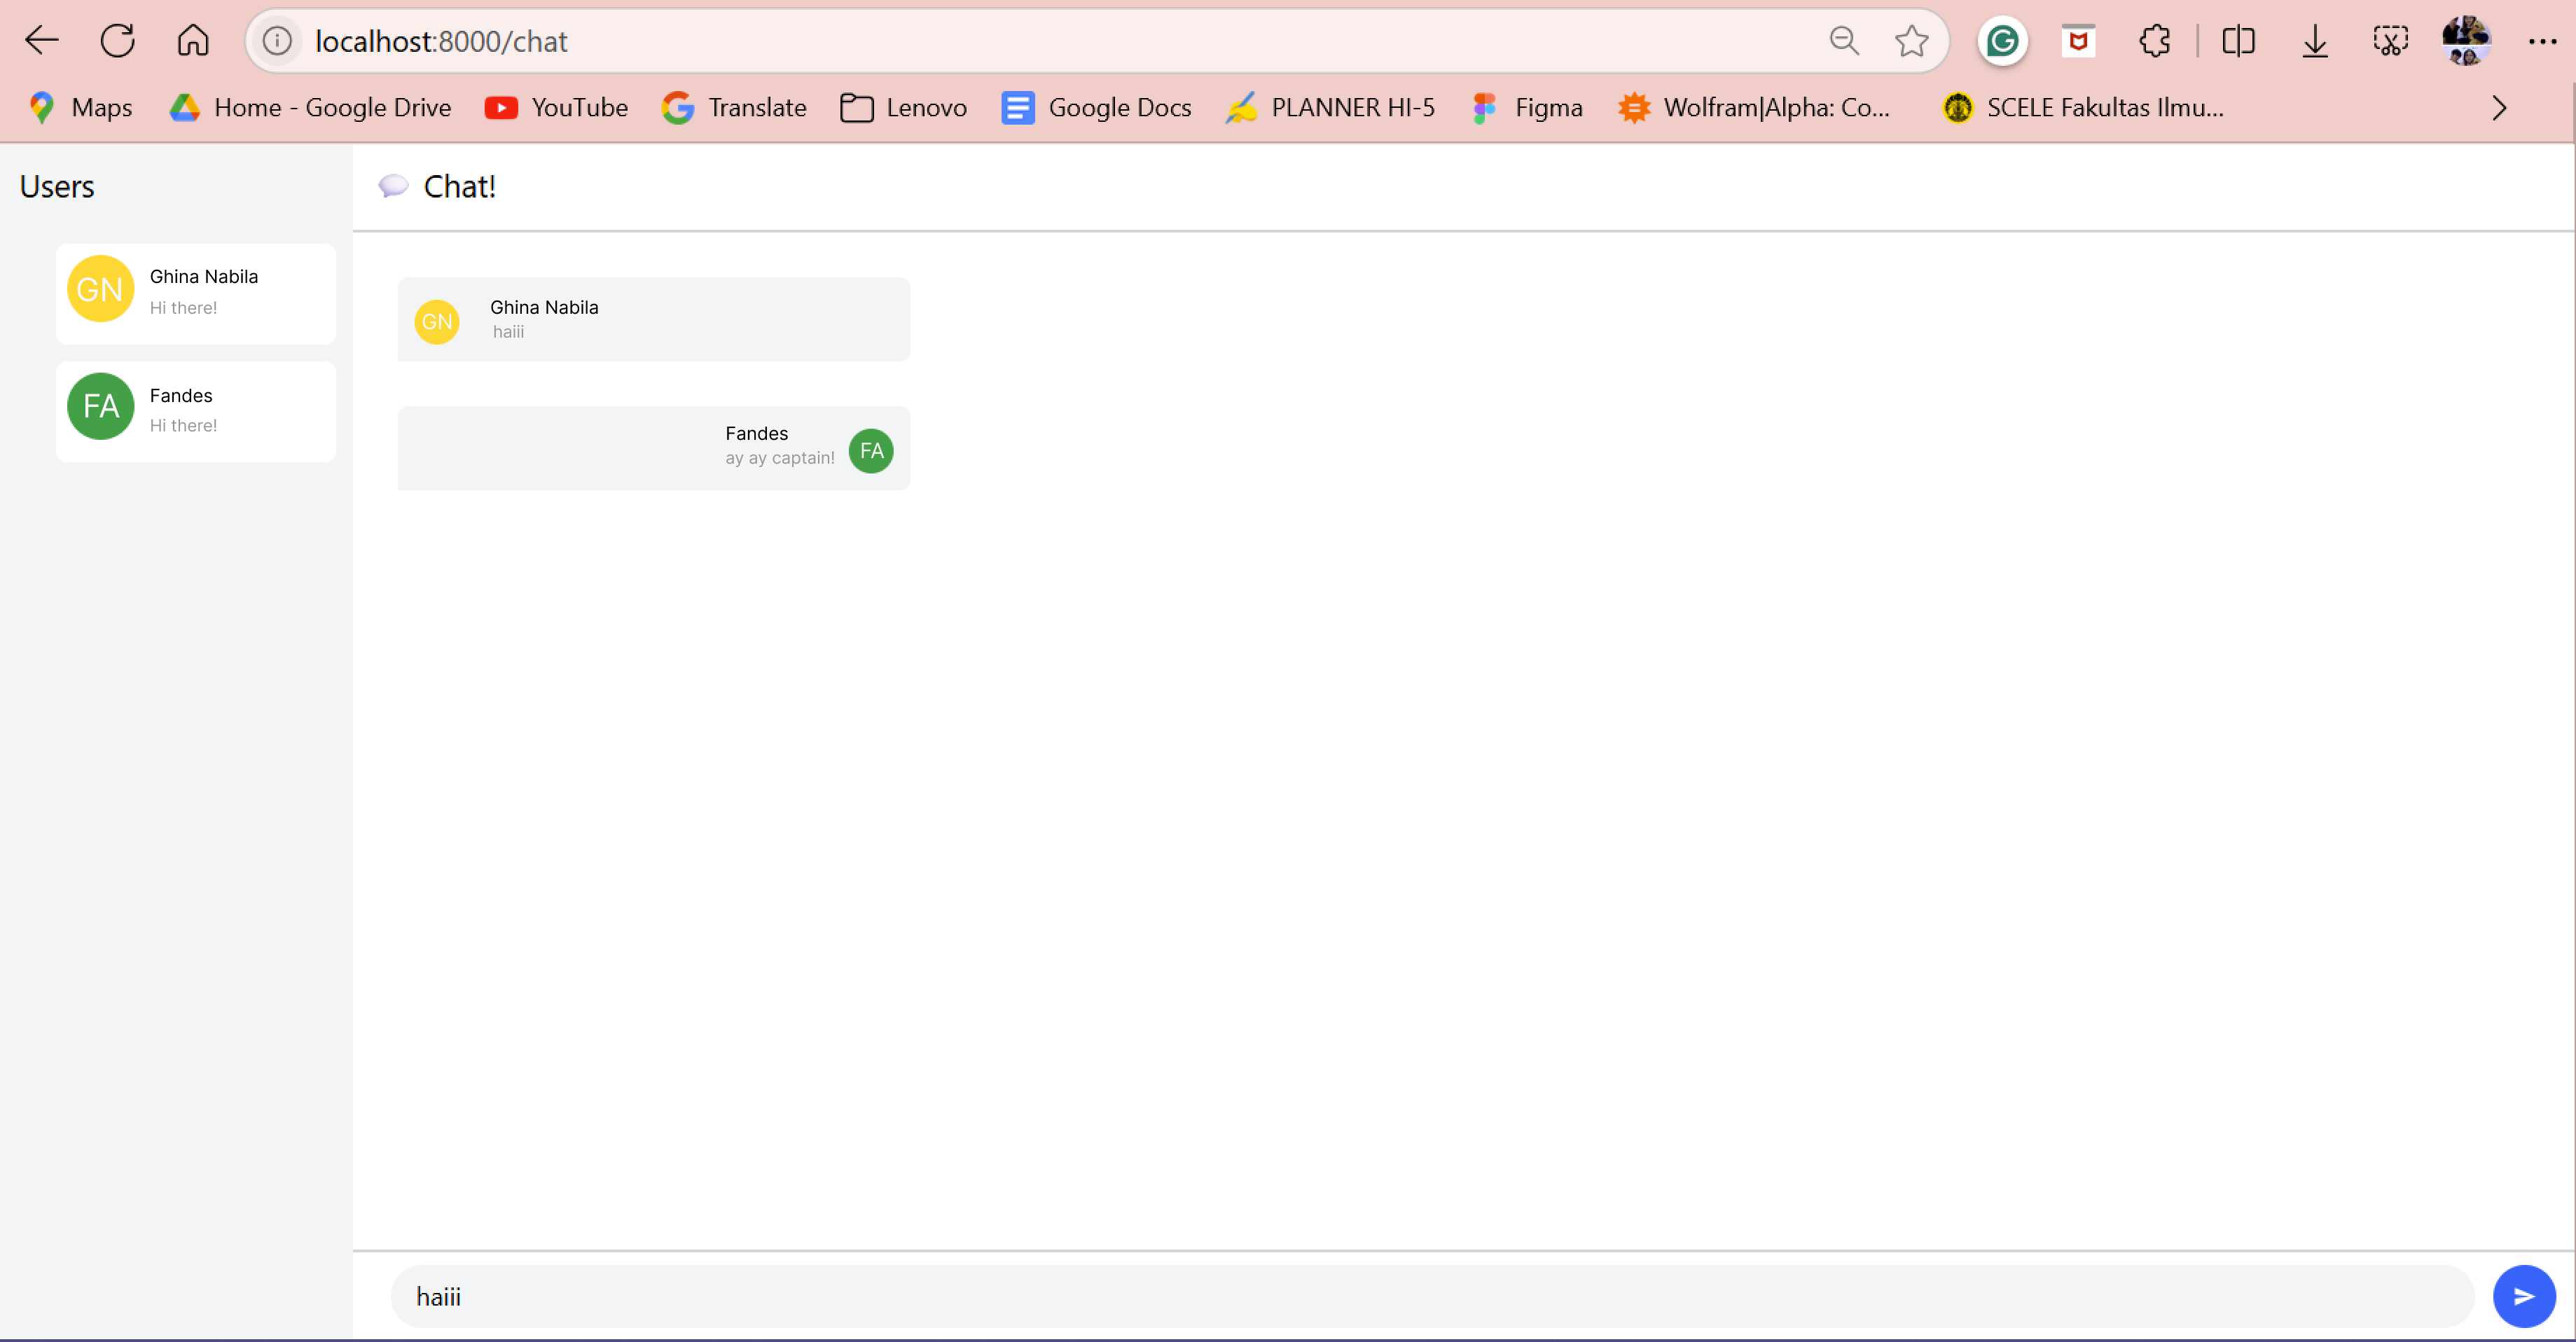 localhost:8000/chat
Maps Home - Google Drive YouTube Translate Lenovo Google Docs PLANNER HI-5 Figma Wolfram|Alpha: Co... SCELE Fakultas Ilmu...
Users
GN
Ghina Nabila
Hi there!
FA
Fandes
Hi there!
Chat!
GN
Ghina Nabila
haiii
Fandes
ay ay captain!
FA
haiii